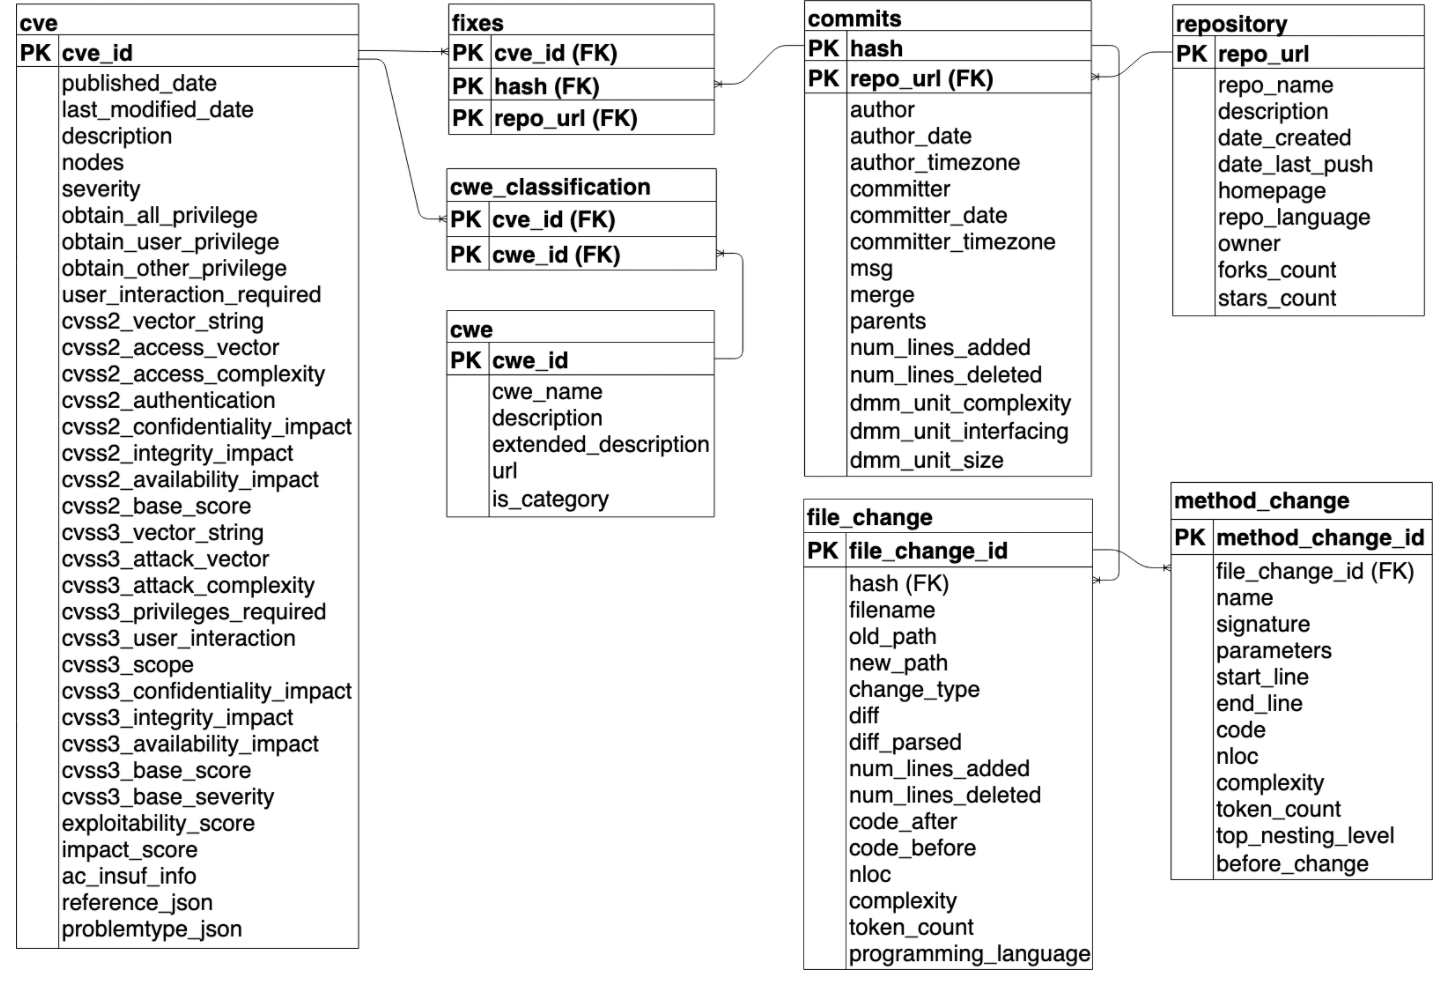 cve
PK cve_id
published_date
last_modified_date
description
nodes
severity
obtain_all_privilege
obtain_user_privilege
obtain_other_privilege
user_interaction_required
cvss2_vector_string
cvss2_access_vector
cvss2_access_complexity
cvss2_authentication
cvss2_confidentiality_impact
cvss2_integrity_impact
cvss2_availability_impact
cvss2_base_score
cvss3_vector_string
cvss3_attack_vector
cvss3_attack_complexity
cvss3_privileges_required
cvss3_user_interaction
cvss3_scope
cvss3_confidentiality_impact
cvss3_integrity_impact
cvss3_availability_impact
cvss3_base_score
cvss3_base_severity
exploitability_score
impact_score
ac_insuf_info
reference_json
problemtype_json
fixes
PK cve_id (FK)
PK hash (FK)
PK repo_url (FK)
cwe_classification
PK cve_id (FK)
PK cwe_id (FK)
cwe
PK cwe_id
cwe_name
description
extended_description
url
is_category
commits
PK hash
PK repo_url (FK)
author
author_date
author_timezone
committer
committer_date
committer_timezone
msg
merge
parents
num_lines_added
num_lines_deleted
dmm_unit_complexity
dmm_unit_interfacing
dmm_unit_size
file_change
PK file_change_id
hash (FK)
filename
old_path
new_path
change_type
diff
diff_parsed
num_lines_added
num_lines_deleted
code_after
code_before
nloc
complexity
token_count
programming_language
repository
PK repo_url
repo_name
description
date_created
date_last_push
homepage
repo_language
owner
forks_count
stars_count
method_change
PK method_change_id
file_change_id (FK)
name
signature
parameters
start_line
end_line
code
nloc
complexity
token_count
top_nesting_level
before_change